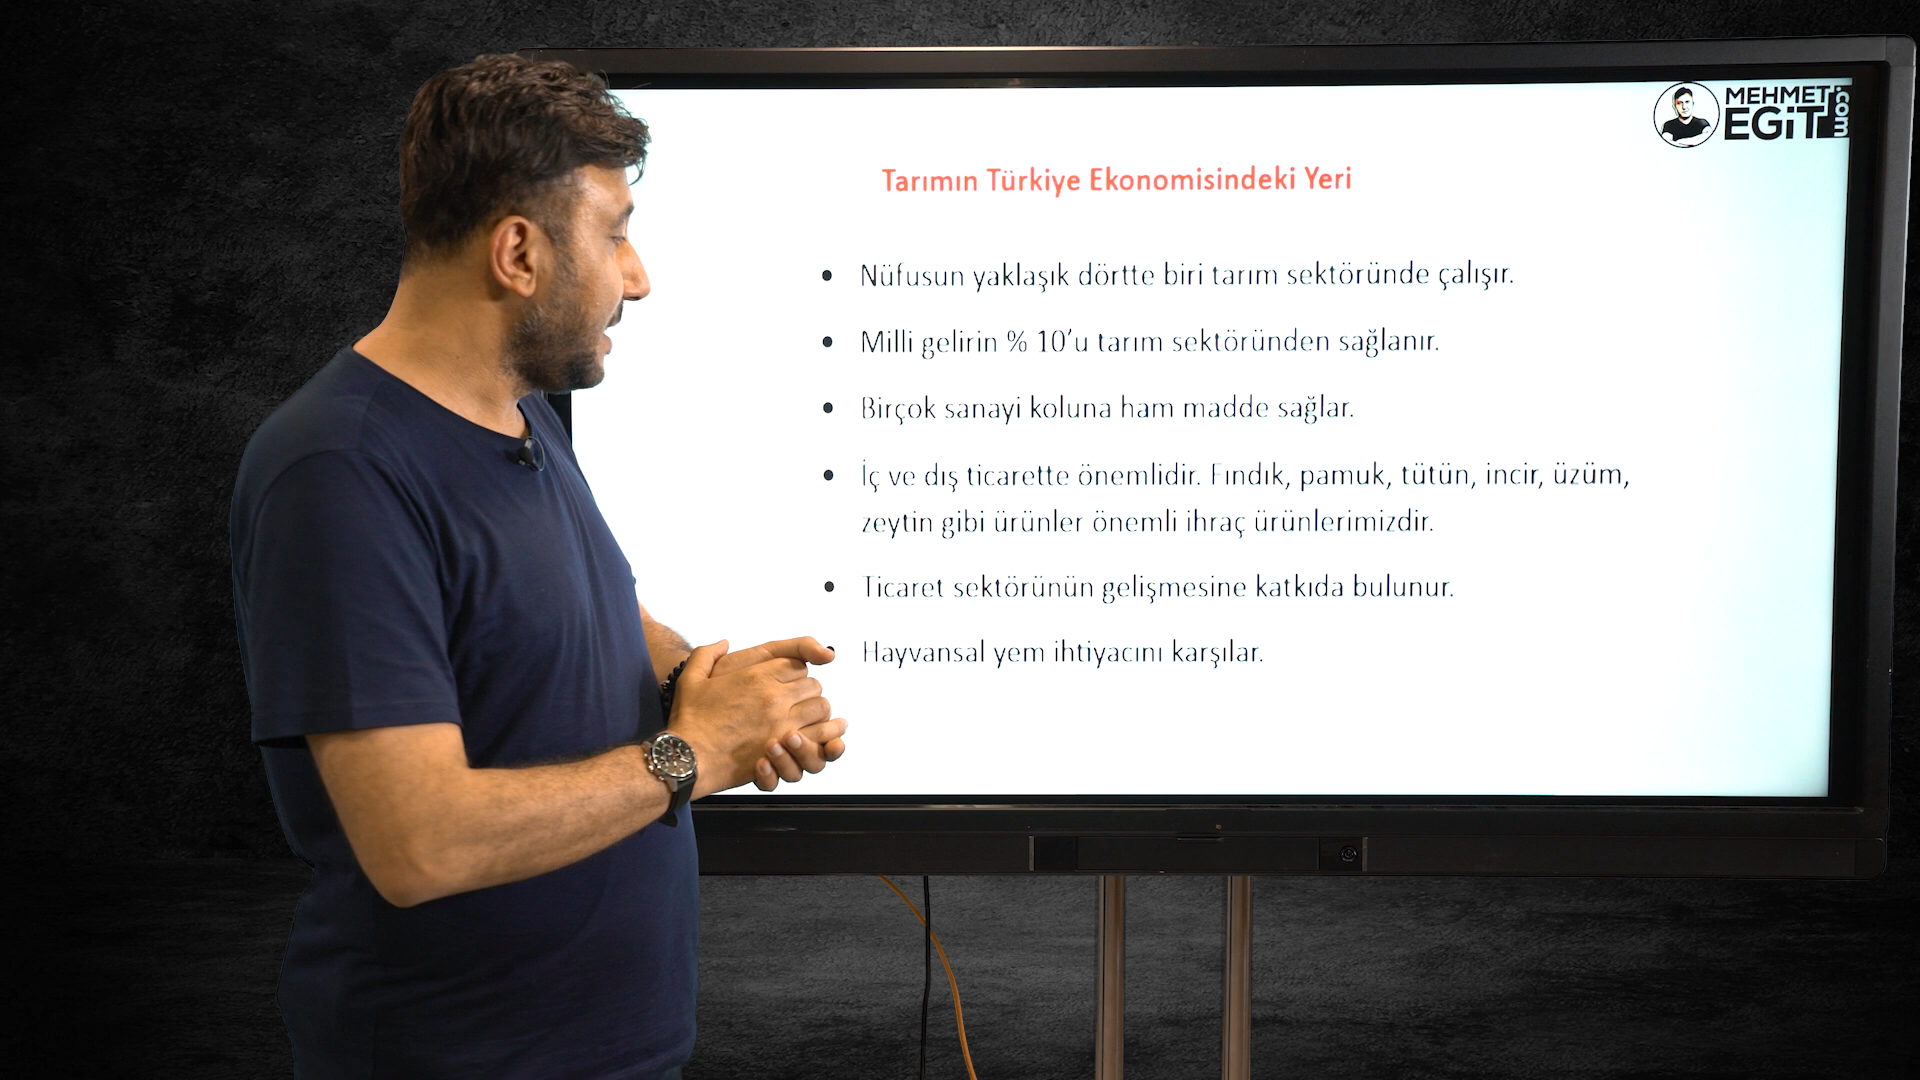 MEHMET
EGiT
.com
Tarımın Türkiye Ekonomisindeki Yeri
• Nüfusun yaklaşık dörtte biri tarım sektöründe çalışır.
• Milli gelirin % 10’u tarım sektöründen sağlanır.
• Birçok sanayi koluna ham madde sağlar.
• İç ve dış ticarette önemlidir. Fındık, pamuk, tütün, incir, üzüm,
zeytin gibi ürünler önemli ihraç ürünlerimizdir.
• Ticaret sektörünün gelişmesine katkıda bulunur.
• Hayvansal yem ihtiyacını karşılar.